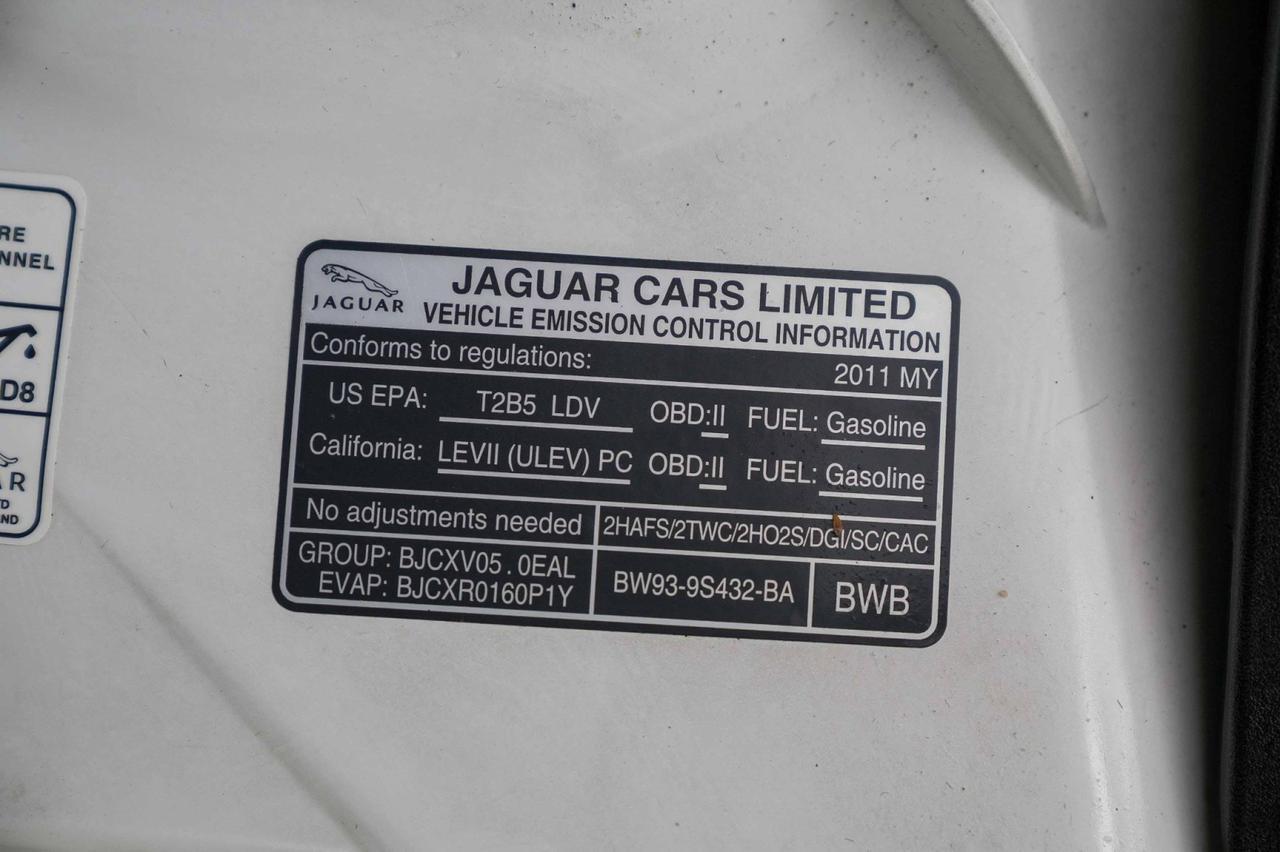 RE
NNEL
D8
AR
TD
ND
JAGUAR
JAGUAR CARS LIMITED
VEHICLE EMISSION CONTROL INFORMATION
Conforms to regulations: 2011 MY
US EPA: T2B5 LDV OBD:II FUEL: Gasoline
California: LEVII (ULEV) PC OBD:II FUEL: Gasoline
No adjustments needed 2HAFS/2TWC/2HO2S/DGI/SC/CAC
GROUP: BJCXV05.0EAL
EVAP: BJCXR0160P1Y
BW93-9S432-BA BWB